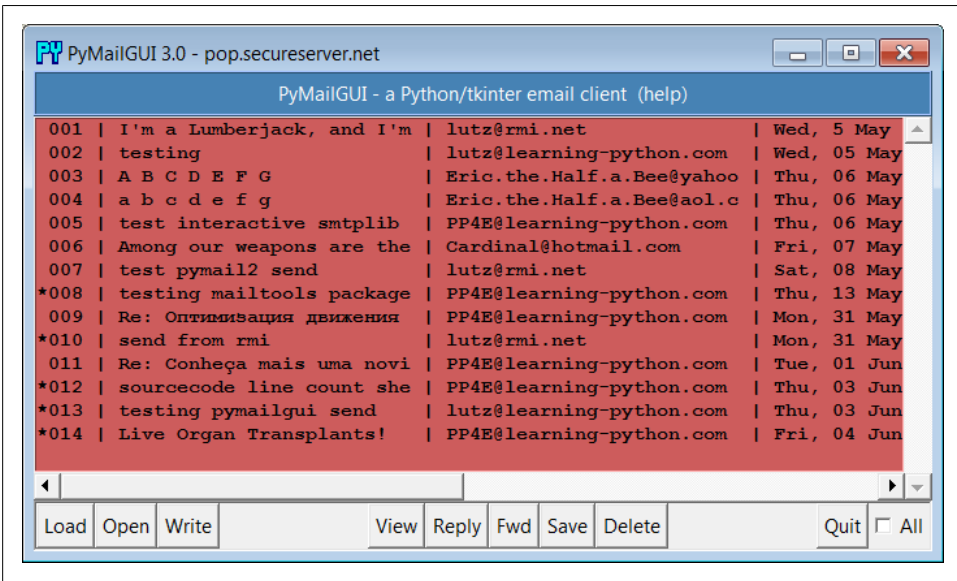 PY PyMailGUI 3.0 - pop.secureserver.net
PyMailGUI - a Python/tkinter email client (help)
001 | I'm a Lumberjack, and I'm | lutz@rmi.net | Wed, 5 May
002 | testing | lutz@learning-python.com | Wed, 05 May
003 | A B C D E F G | Eric.the.Half.a.Bee@yahoo | Thu, 06 May
004 | a b c d e f g | Eric.the.Half.a.Bee@aol.c | Thu, 06 May
005 | test interactive smtplib | PP4E@learning-python.com | Thu, 06 May
006 | Among our weapons are the | Cardinal@hotmail.com | Fri, 07 May
007 | test pymail2 send | lutz@rmi.net | Sat, 08 May
*008 | testing mailtools package | PP4E@learning-python.com | Thu, 13 May
009 | Re: Оптимизация движения | PP4E@learning-python.com | Mon, 31 May
*010 | send from rmi | lutz@rmi.net | Mon, 31 May
011 | Re: Conheça mais uma novi | PP4E@learning-python.com | Tue, 01 Jun
*012 | sourcecode line count she | PP4E@learning-python.com | Thu, 03 Jun
*013 | testing pymailgui send | lutz@learning-python.com | Thu, 03 Jun
*014 | Live Organ Transplants! | PP4E@learning-python.com | Fri, 04 Jun
Load Open Write View Reply Fwd Save Delete Quit All